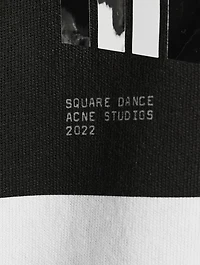 SQUARE DANCE
ACNE STUDIOS
2022